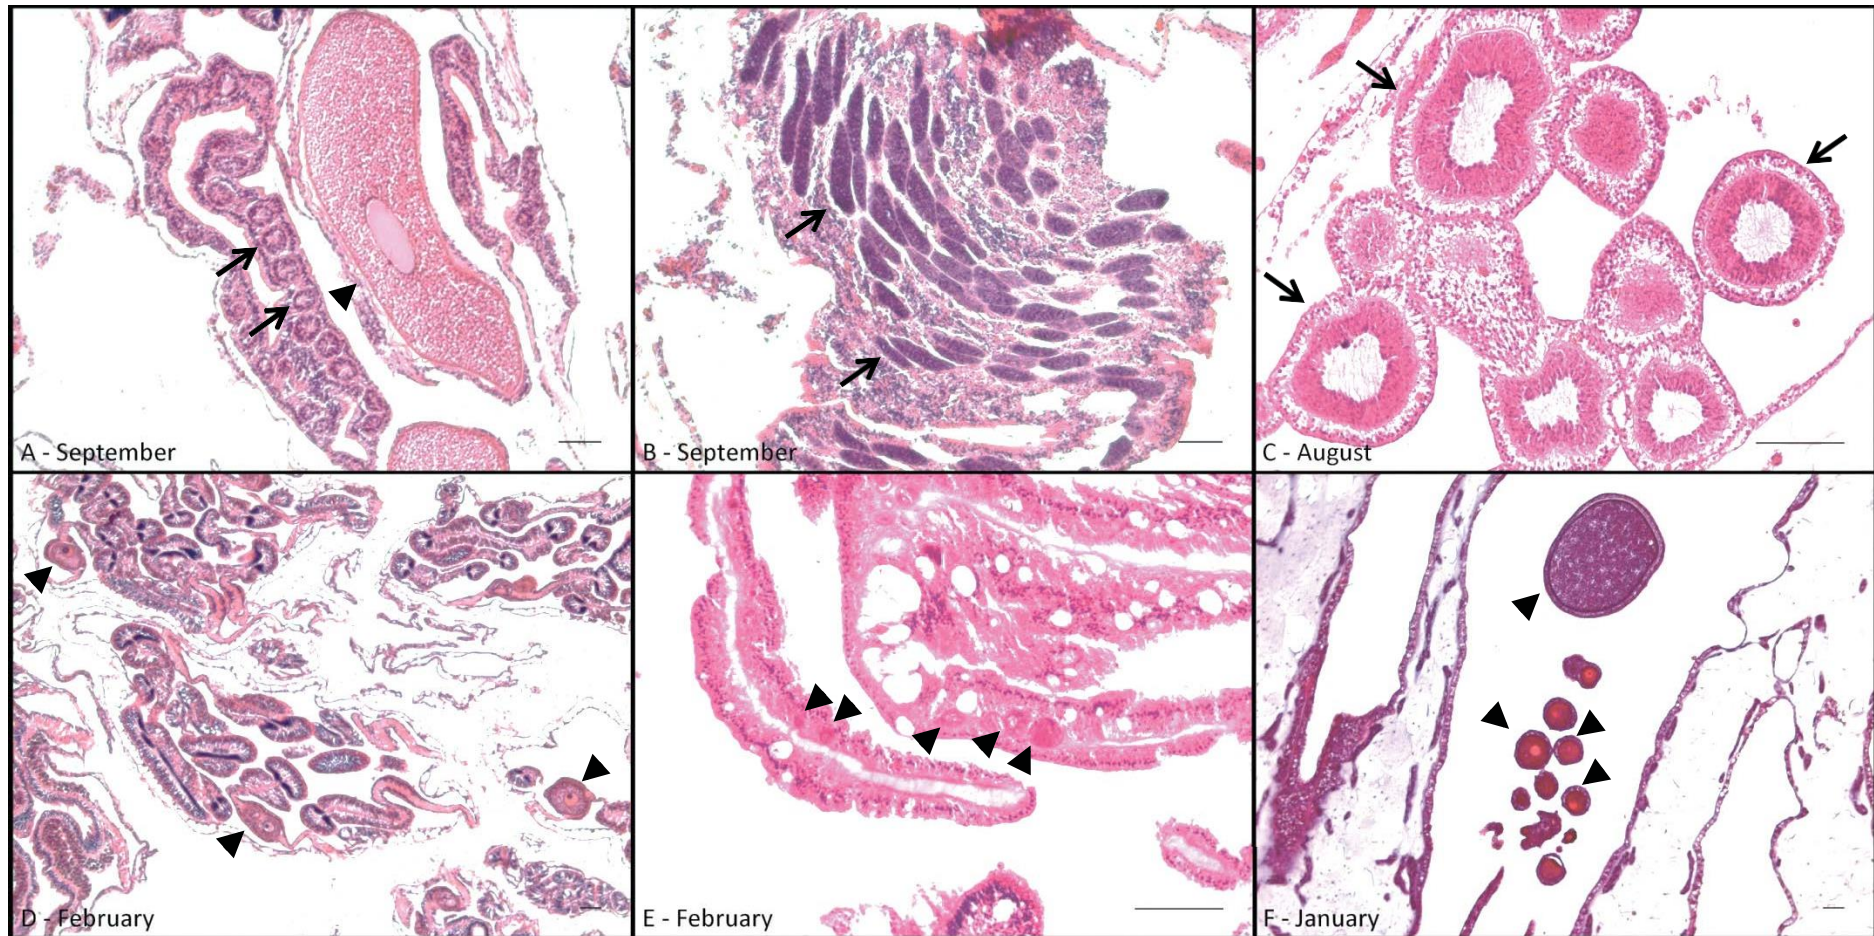 A - September
B - September
C - August
D - February
E - February
F - January